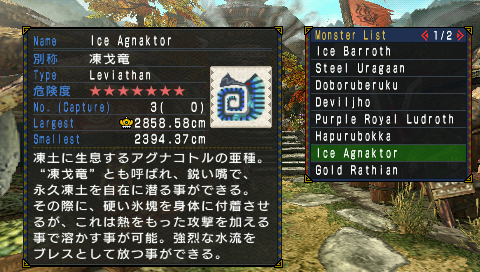 Name Ice Agnaktor
別称 凍戈竜
Type Leviathan
危険度 ★★★★★★★
No. (Capture) 3( 0)
Largest 2858.58cm
Smallest 2394.37cm
凍土に生息するアグナコトルの亜種。
“凍戈竜”とも呼ばれ、鋭い嘴で、
永久凍土を自在に潜る事ができる。
その際に、硬い氷塊を身体に付着させ
るが、これは熱をもった攻撃を加える
事で溶かす事が可能。強烈な水流を
ブレスとして放つ事ができる。
Monster List 1/2
Ice Barroth
Steel Uragaan
Doboruberuku
Deviljho
Purple Royal Ludroth
Hapurubokka
Ice Agnaktor
Gold Rathian